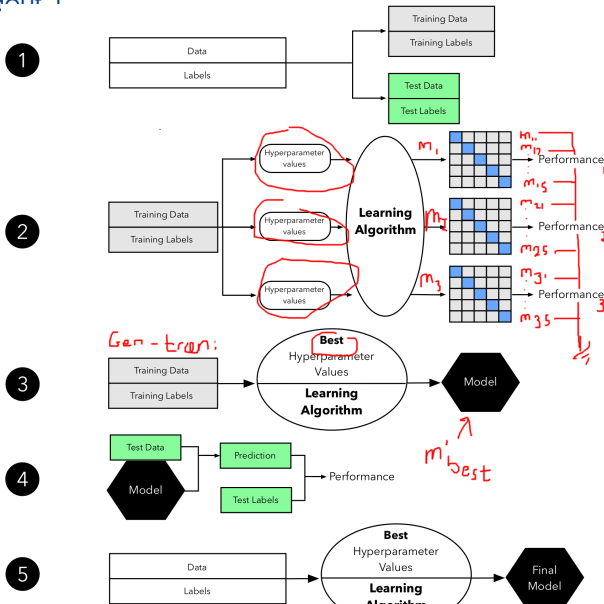 1
Data
Labels
Training Data
Training Labels
Test Data
Test Labels
2
Training Data
Training Labels
Hyperparameter
values
Hyperparameter
values
Hyperparameter
values
Learning
Algorithm
m1
m2
m3
m11
m12
Performance
m15
m21
Performance
m25
m31
Performance
m35
3
Training Data
Training Labels
Best
Hyperparameter
Values
Learning
Algorithm
Model
m'best
4
Test Data
Model
Prediction
Test Labels
Performance
5
Data
Labels
Best
Hyperparameter
Values
Learning
Final
Model